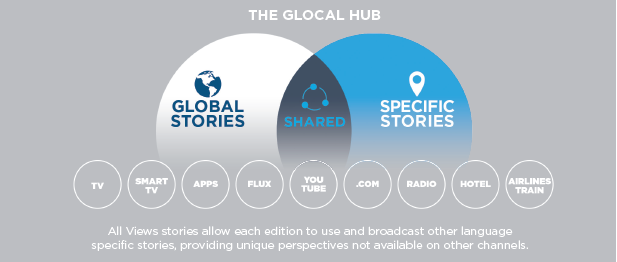 THE GLOCAL HUB
GLOBAL
STORIES
SHARED
SPECIFIC
STORIES
TV
SMART
TV
APPS
FLUX
YOU
TUBE
.COM
RADIO
HOTEL
AIRLINES
TRAIN
All Views stories allow each edition to use and broadcast other language
specific stories, providing unique perspectives not available on other channels.